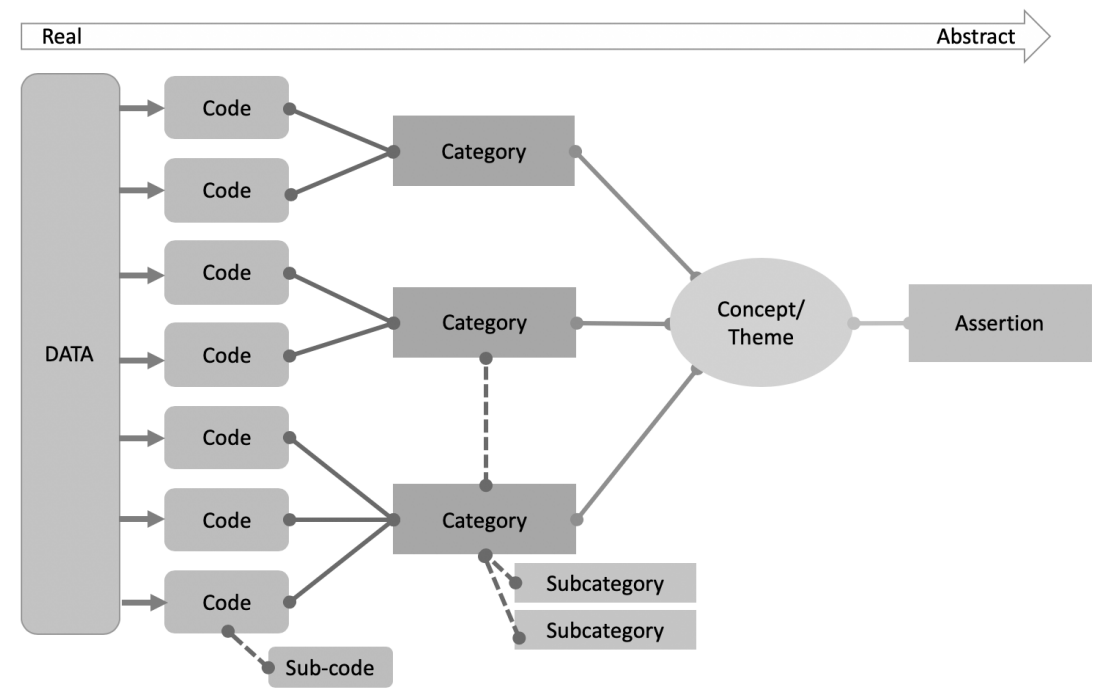 Real
Abstract
Code
Category
Code
Code
Concept/
Theme
Category
Assertion
DATA
Code
Code
Code
Category
Subcategory
Code
Subcategory
Sub-code